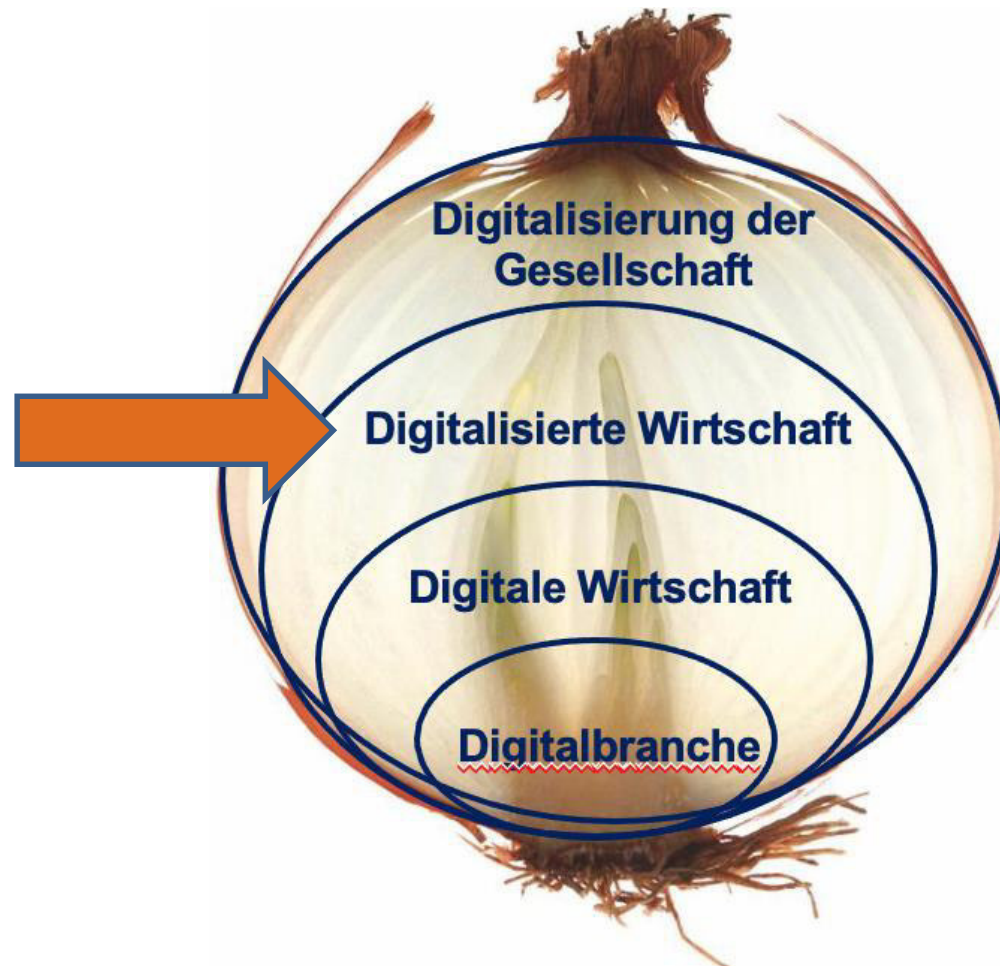 Digitalisierung der
Gesellschaft
Digitalisierte Wirtschaft
Digitale Wirtschaft
Digitalbranche